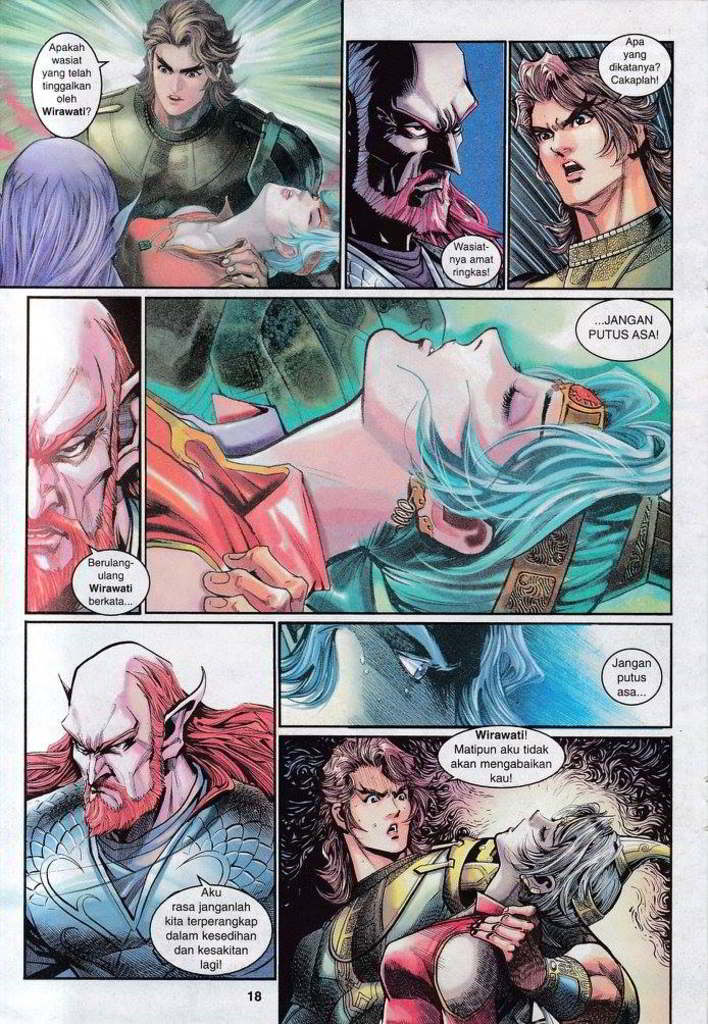 Apakah
wasiat
yang telah
tinggalkan
oleh
Wirawati?
Wasiat-
nya amat
ringkas!
Apa
yang
dikatanya?
Cakaplah!
Berulang-
ulang
Wirawati
berkata...
...JANGAN
PUTUS ASA!
Aku
rasa janganlah
kita terperangkap
dalam kesedihan
dan kesakitan
lagi!
Jangan
putus
asa...
Wirawati!
Matipun aku tidak
akan mengabaikan
kau!
18